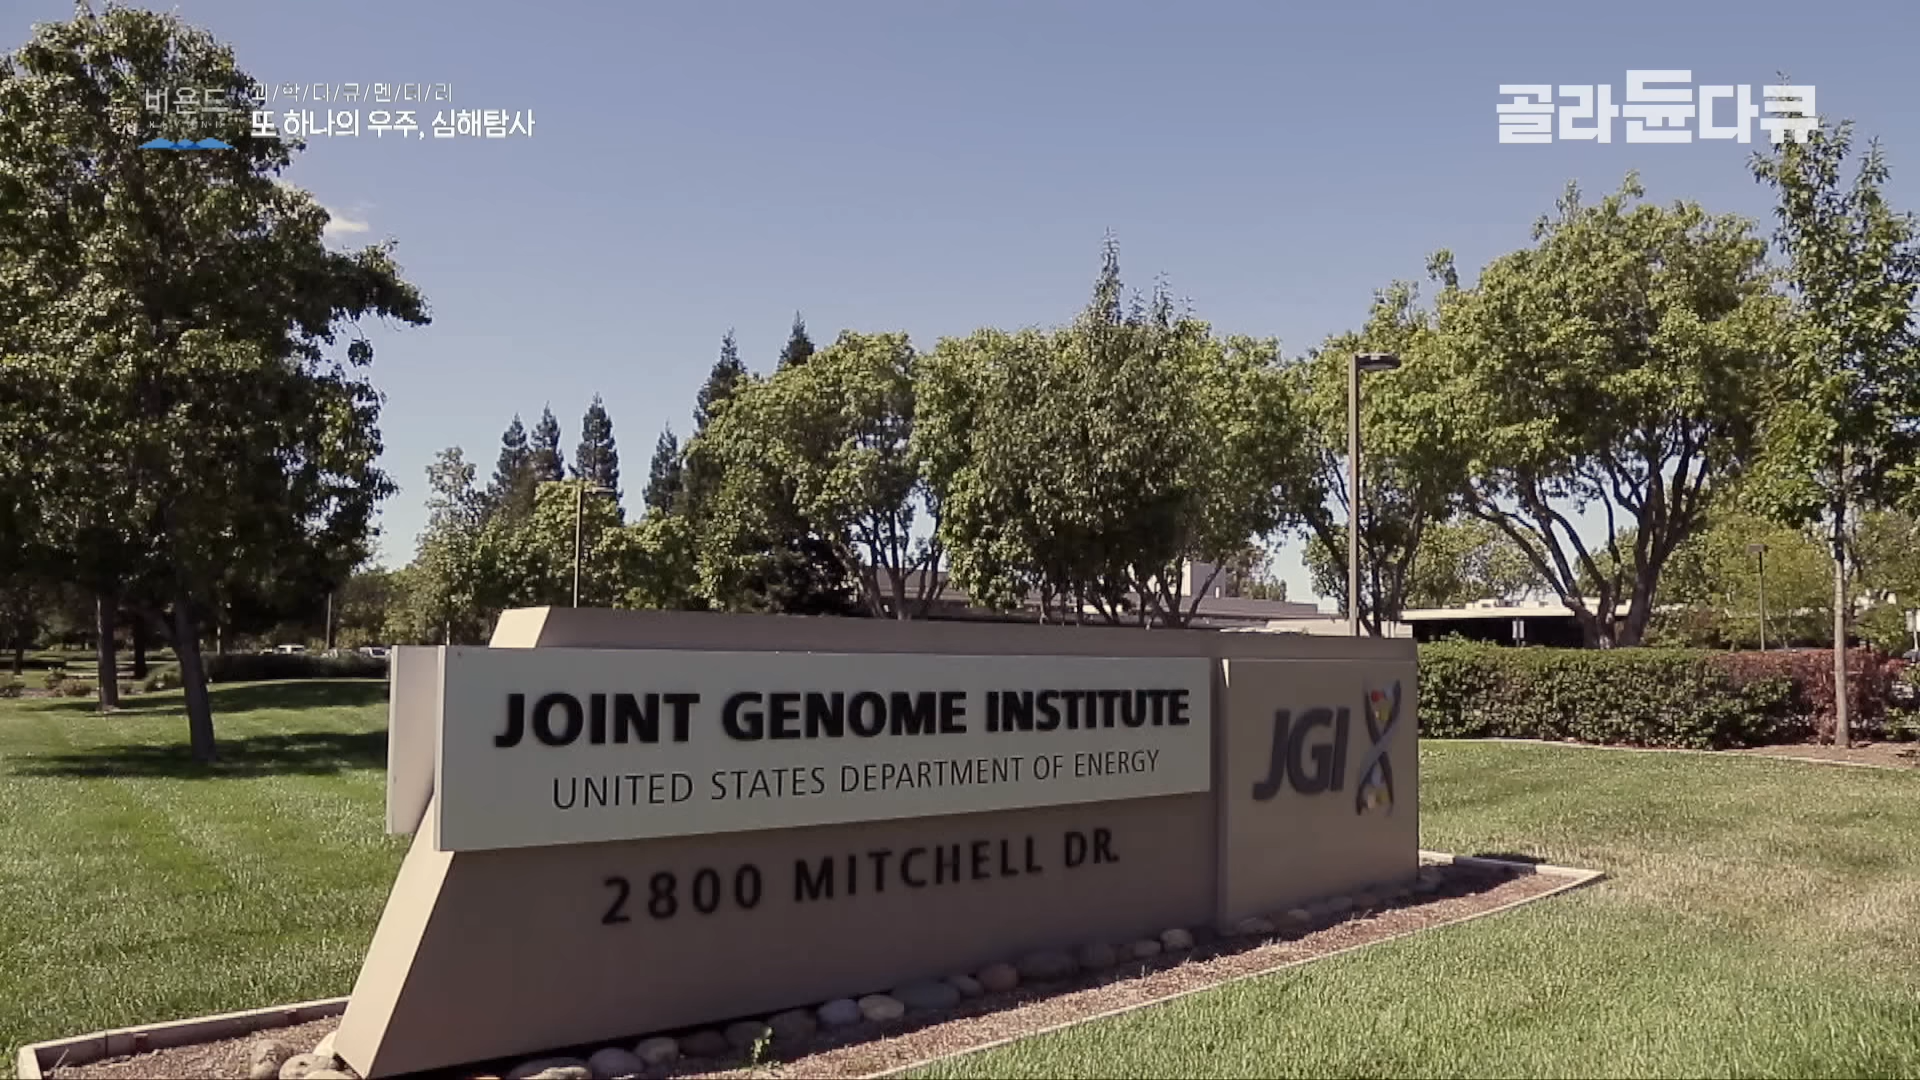 비욘드
과/학/다/큐/멘/터/리
또 하나의 우주, 심해탐사
골라듄다큐
JOINT GENOME INSTITUTE
UNITED STATES DEPARTMENT OF ENERGY
JGI
2800 MITCHELL DR.